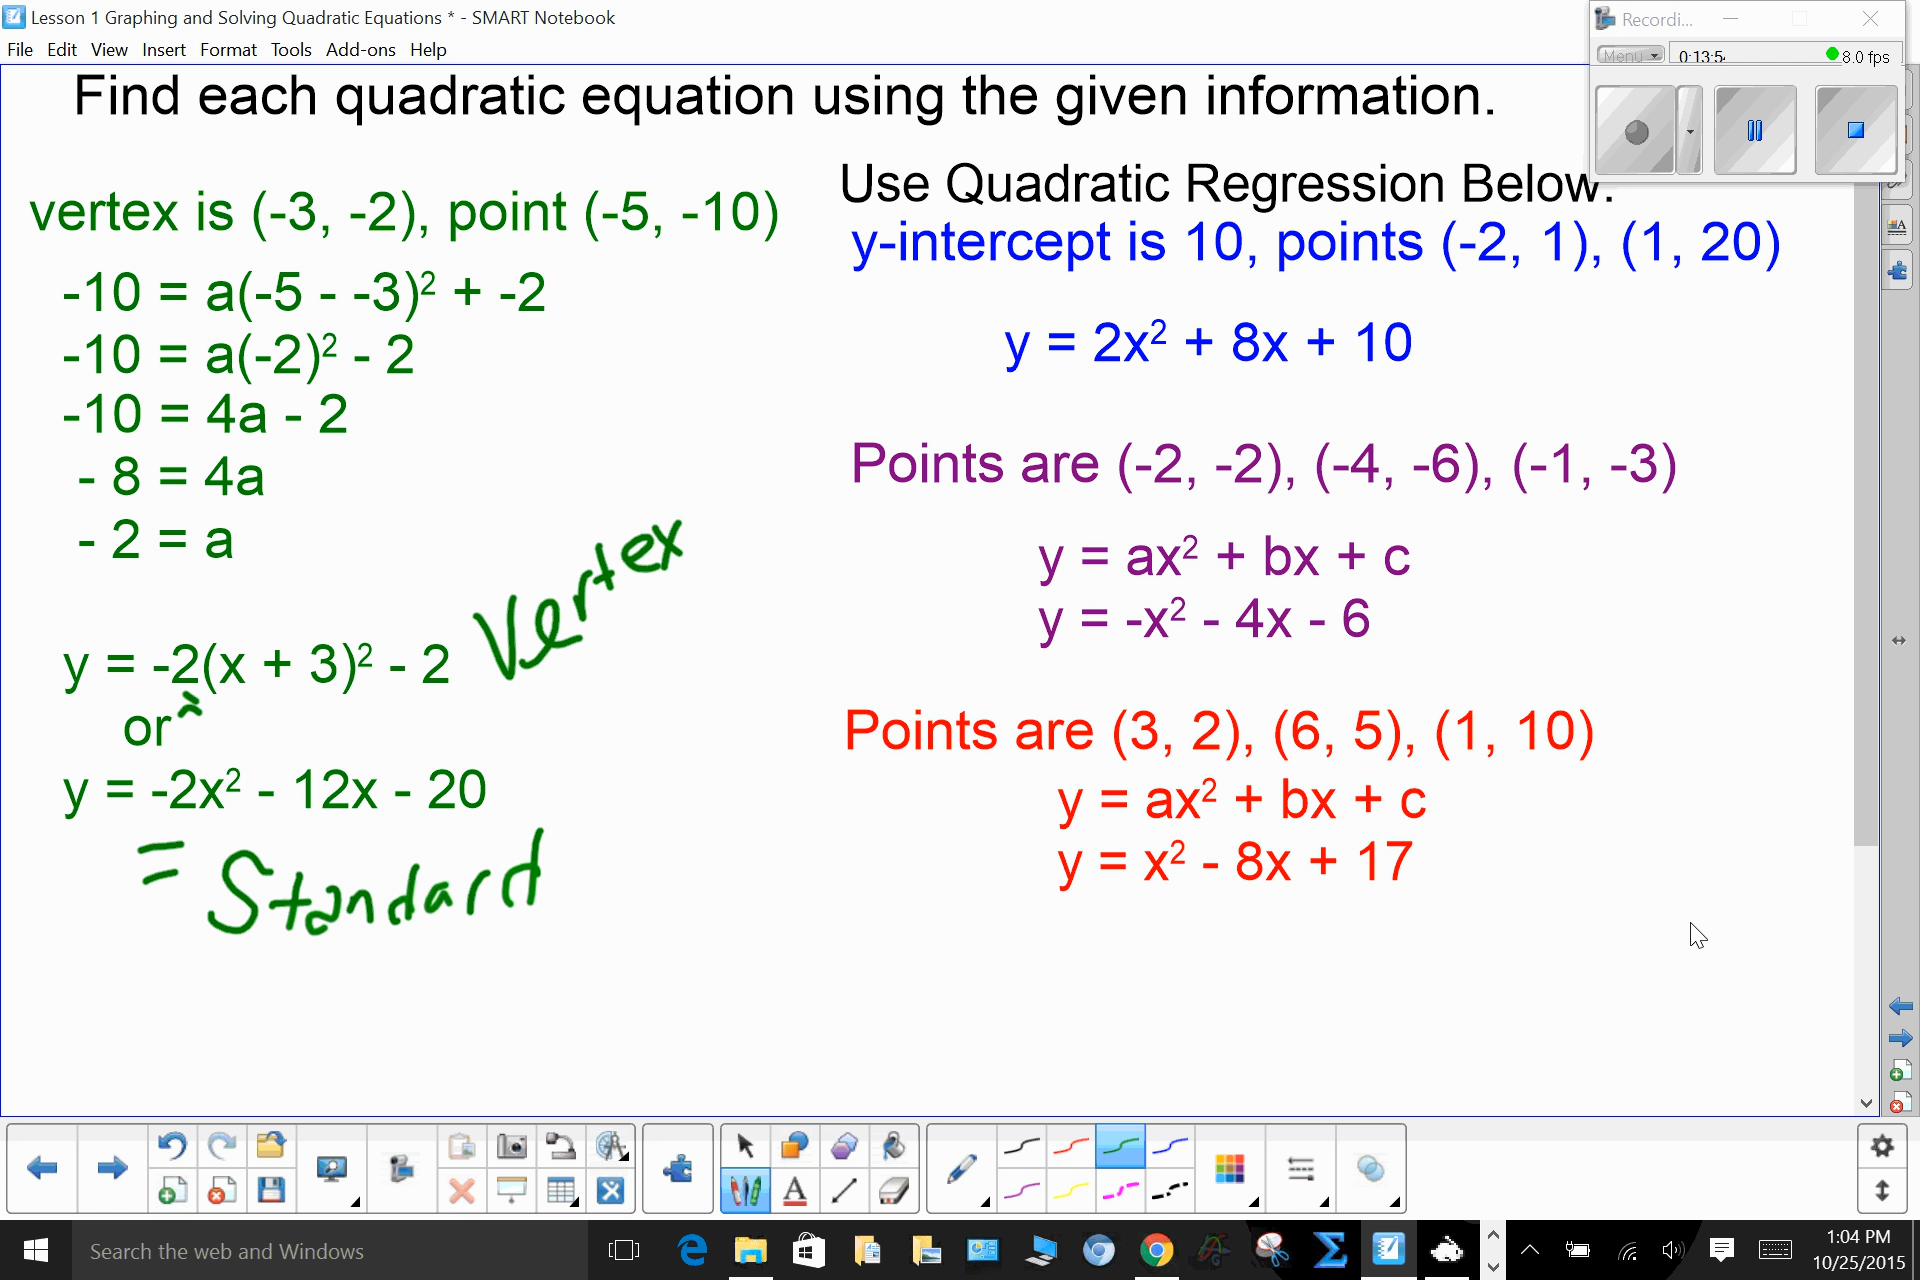 Lesson 1 Graphing and Solving Quadratic Equations * - SMART Notebook
File Edit View Insert Format Tools Add-ons Help
Recordi...
Menu
8.0 fps
Find each quadratic equation using the given information.
vertex is (-3, -2), point (-5, -10)
-10 = a(-5 - -3)² + -2
-10 = a(-2)² - 2
-10 = 4a - 2
- 8 = 4a
- 2 = a
y = -2(x + 3)² - 2 Vertex
or
y = -2x² - 12x - 20
= Standard
Use Quadratic Regression Below.
y-intercept is 10, points (-2, 1), (1, 20)
y = 2x² + 8x + 10
Points are (-2, -2), (-4, -6), (-1, -3)
y = ax² + bx + c
y = -x² - 4x - 6
Points are (3, 2), (6, 5), (1, 10)
y = ax² + bx + c
y = x² - 8x + 17
Search the web and Windows
1:04 PM
10/25/2015